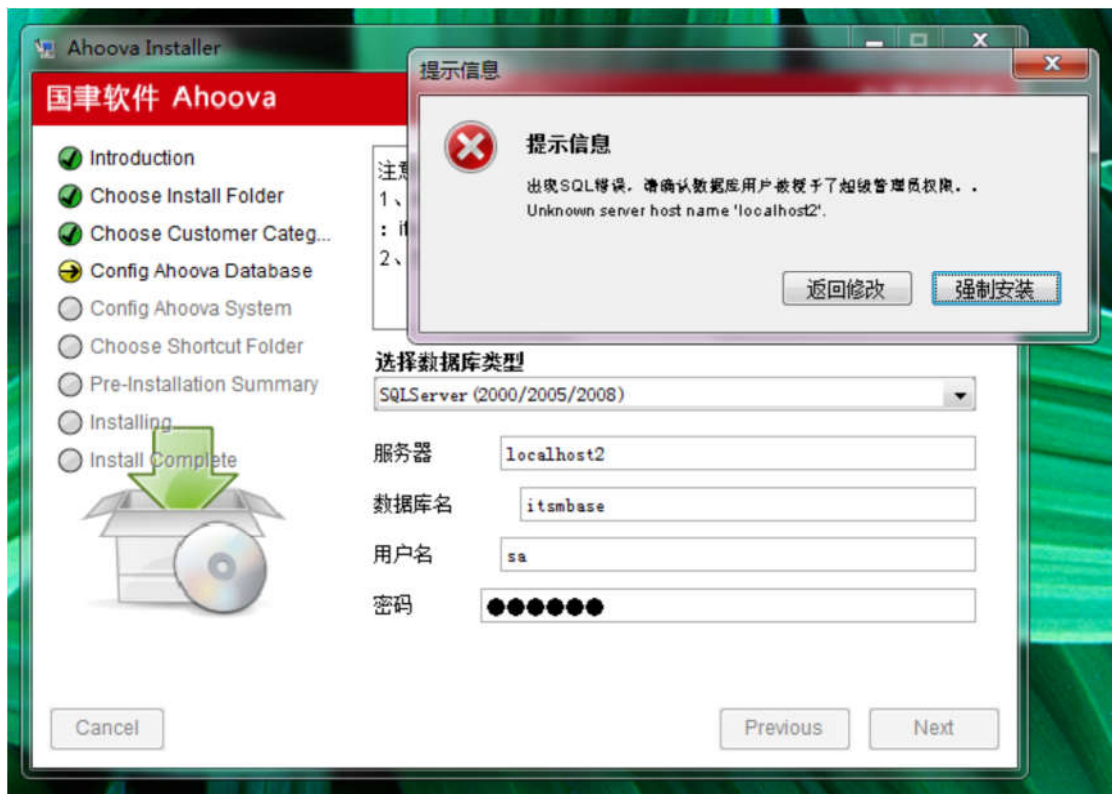 Ahoova Installer
国聿软件 Ahoova
Introduction
Choose Install Folder
Choose Customer Categ...
Config Ahoova Database
Config Ahoova System
Choose Shortcut Folder
Pre-Installation Summary
Installing...
Install Complete
注意
1、
: it
2、
提示信息
提示信息
出现SQL错误，请确认数据库用户被授予了超级管理员权限．．
Unknown server host name 'localhost2'.
返回修改
强制安装
选择数据库类型
SQLServer (2000/2005/2008)
服务器 localhost2
数据库名 itsmbase
用户名 sa
密码 ●●●●●●
Cancel
Previous
Next